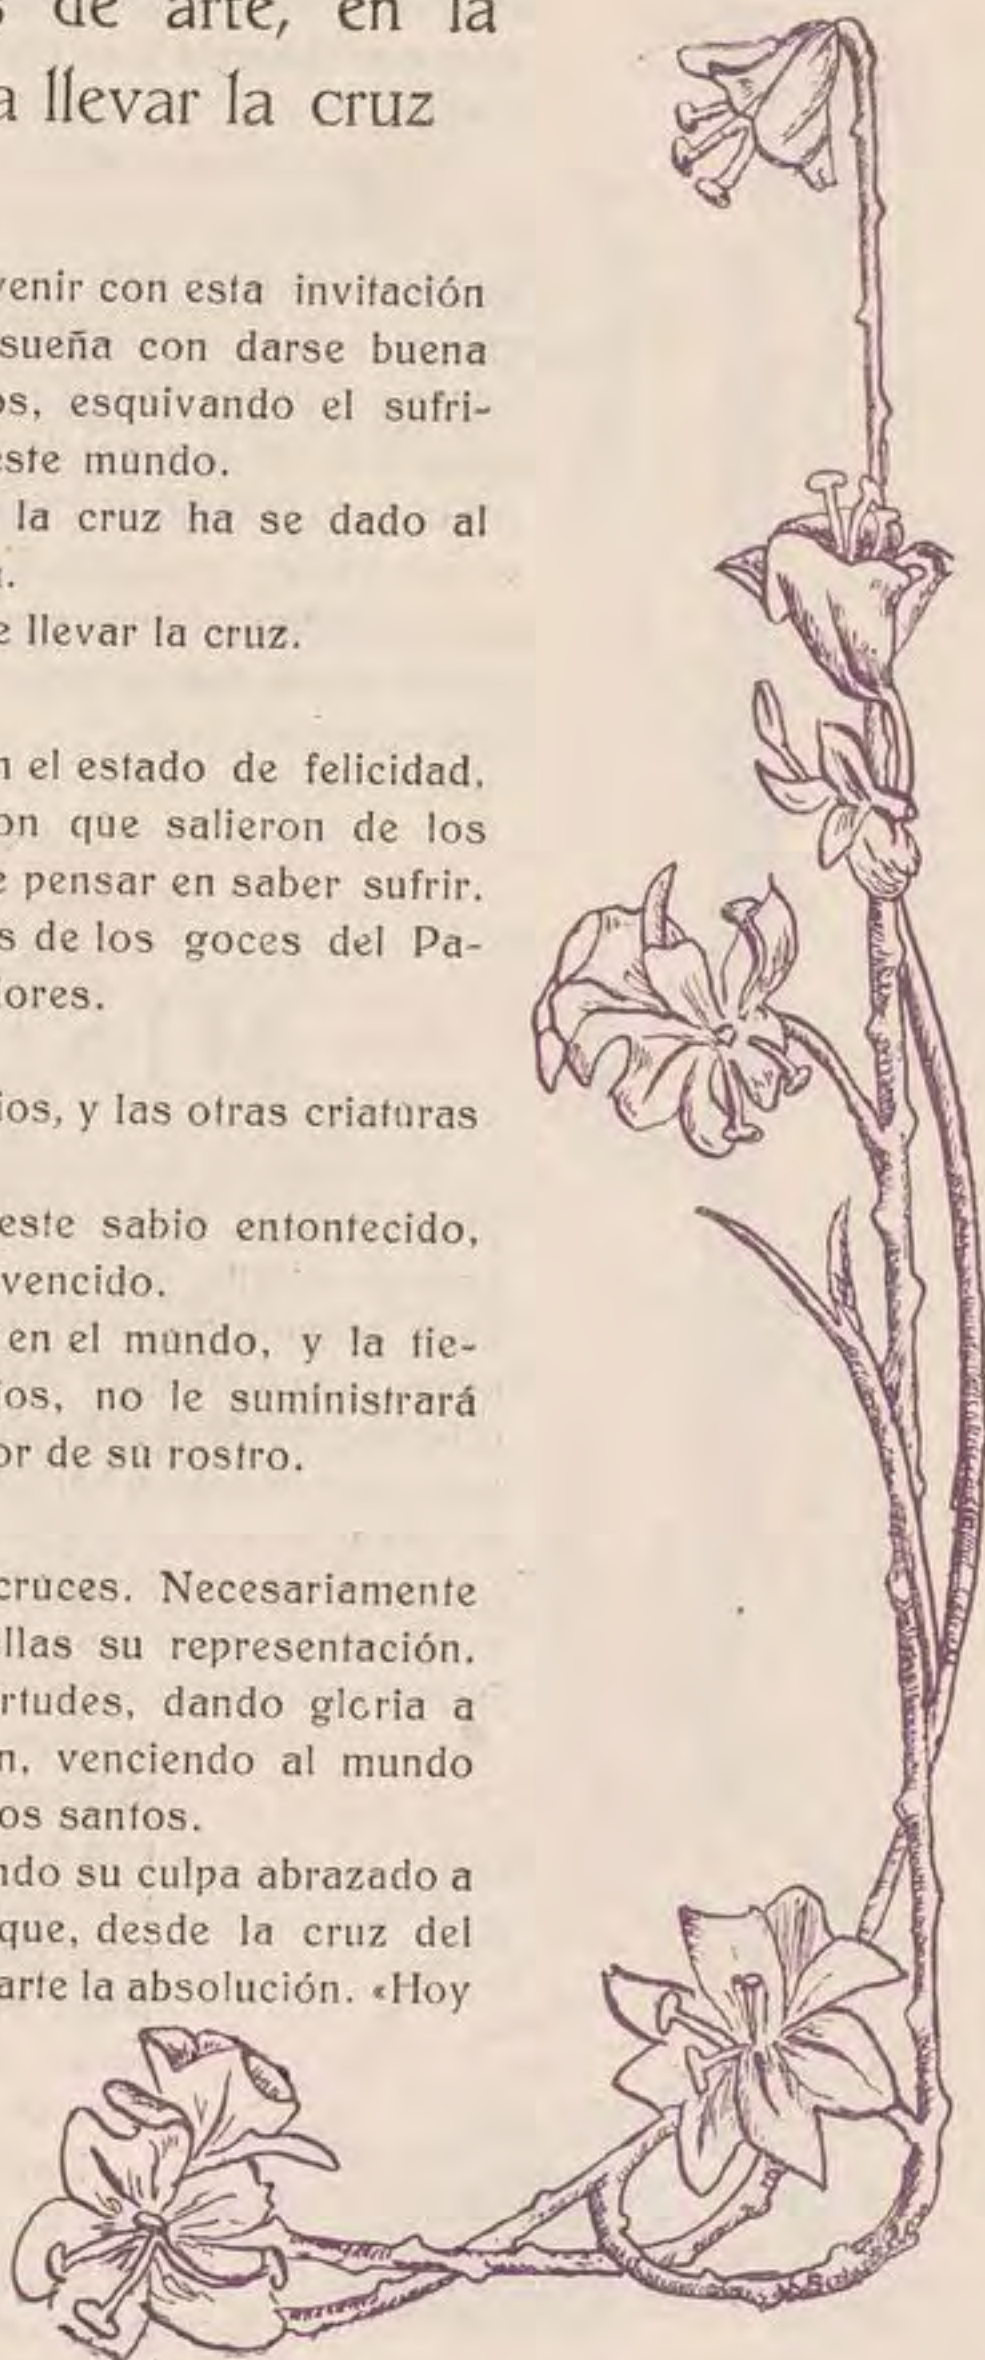 de arte, en la
a llevar la cruz
venir con esta invitación
sueña con darse buena
os, esquivando el sufri-
este mundo.
la cruz ha se dado al
e llevar la cruz.
el estado de felicidad,
on que salieron de los
e pensar en saber sufrir.
s de los goces del Pa-
ores.
ios, y las otras criaturas
este sabio entontecido,
vencido.
en el mundo, y la tie-
os, no le suministrará
or de su rostro.
cruces. Necesariamente
llas su representación.
rtudes, dando gloria a
n, venciendo al mundo
os santos.
ndo su culpa abrazado a
que, desde la cruz del
arte la absolución. «Hoy